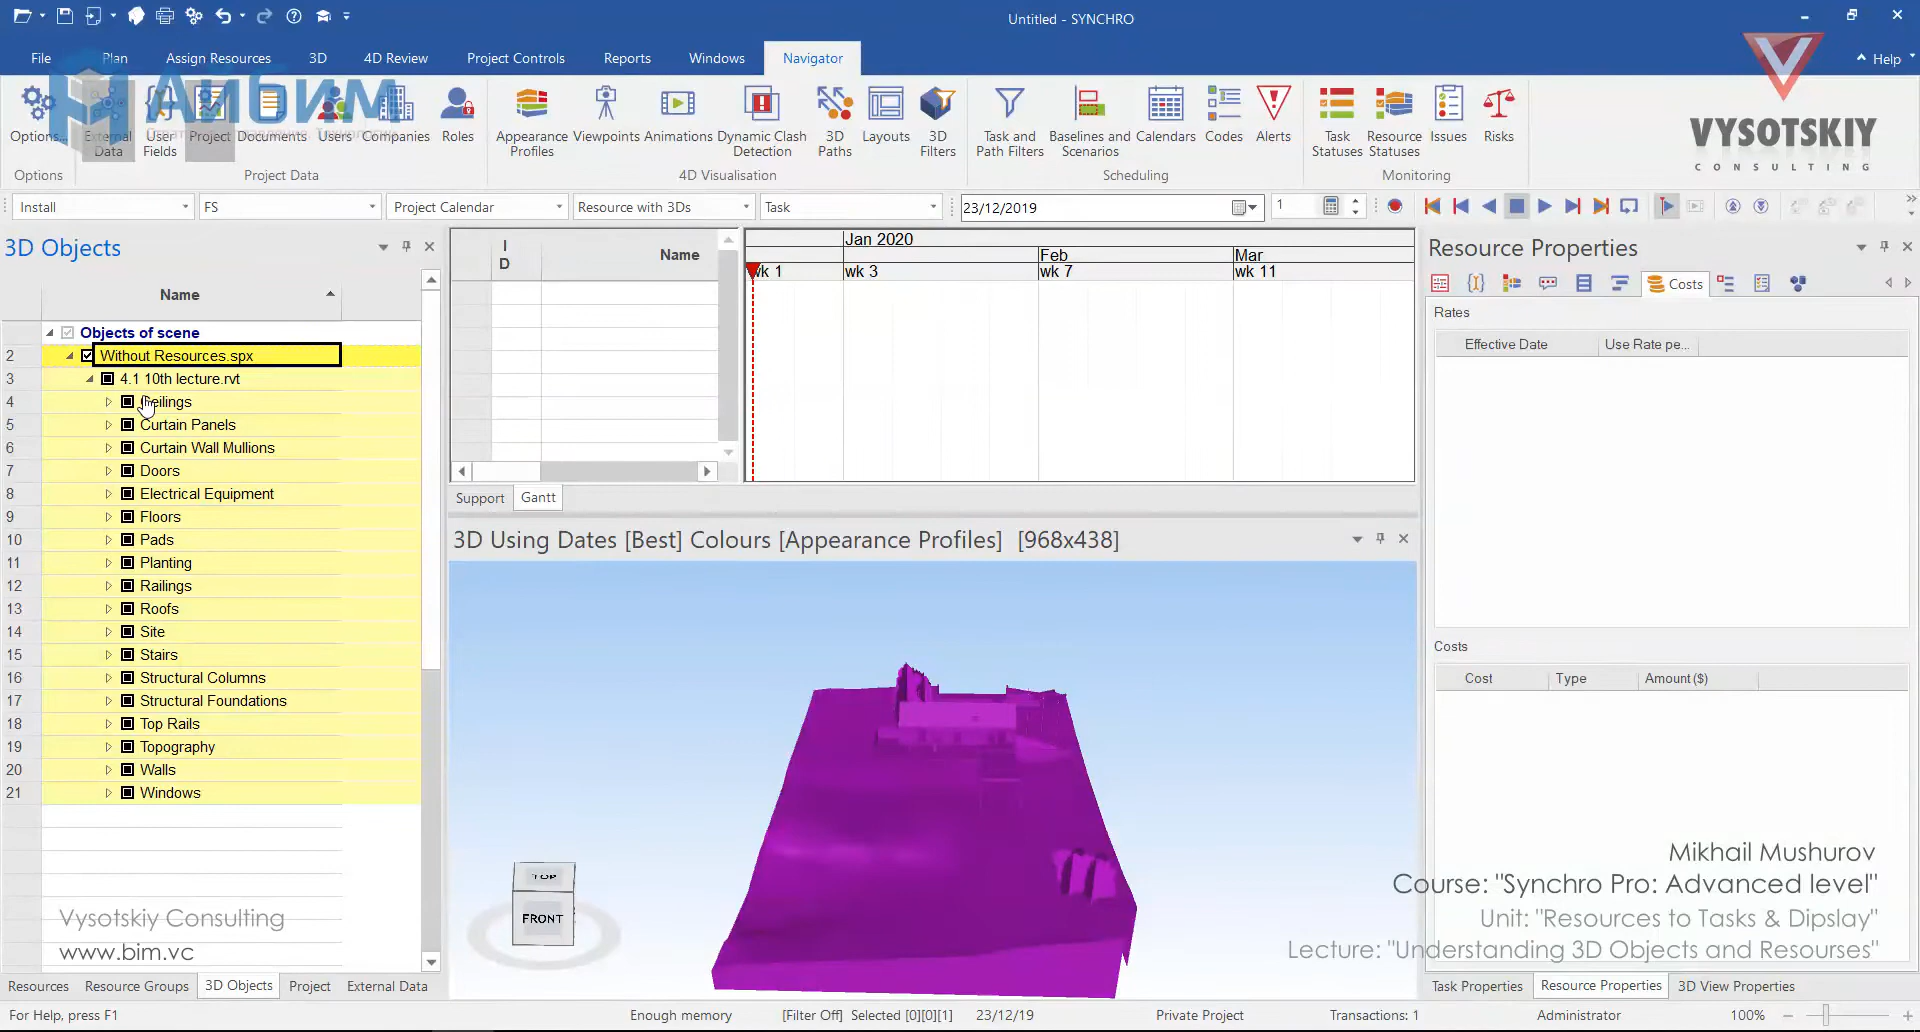 Untitled - SYNCHRO
File Plan Assign Resources 3D 4D Review Project Controls Reports Windows Navigator Help
Айбим
Options... External Data User Fields Project Documents Users Companies Roles Appearance Profiles Viewpoints Animations Dynamic Clash Detection 3D Paths Layouts 3D Filters Task and Path Filters Baselines and Scenarios Calendars Codes Alerts Task Statuses Resource Statuses Issues Risks
VYSOTSKIY
CONSULTING
Options Project Data 4D Visualisation Scheduling Monitoring
Install FS Project Calendar Resource with 3Ds Task 23/12/2019 1
3D Objects
Name
Objects of scene
2 Without Resources.spx
3 4.1 10th lecture.rvt
4 Ceilings
5 Curtain Panels
6 Curtain Wall Mullions
7 Doors
8 Electrical Equipment
9 Floors
10 Pads
11 Planting
12 Railings
13 Roofs
14 Site
15 Stairs
16 Structural Columns
17 Structural Foundations
18 Top Rails
19 Topography
20 Walls
21 Windows
Vysotskiy Consulting
www.bim.vc
Resources Resource Groups 3D Objects Project External Data
ID Name
Jan 2020
Feb Mar
wk 1 wk 3 wk 7 wk 11
Support Gantt
3D Using Dates [Best] Colours [Appearance Profiles] [968x438]
TOP
FRONT
Resource Properties
Costs
Rates
Effective Date Use Rate pe...
Costs
Cost Type Amount ($)
Mikhail Mushurov
Course: "Synchro Pro: Advanced level"
Unit: "Resources to Tasks & Dipslay"
Lecture: "Understanding 3D Objects and Resourses"
Task Properties Resource Properties 3D View Properties
For Help, press F1 Enough memory [Filter Off] Selected [0][0][1] 23/12/19 Private Project Transactions: 1 Administrator 100%